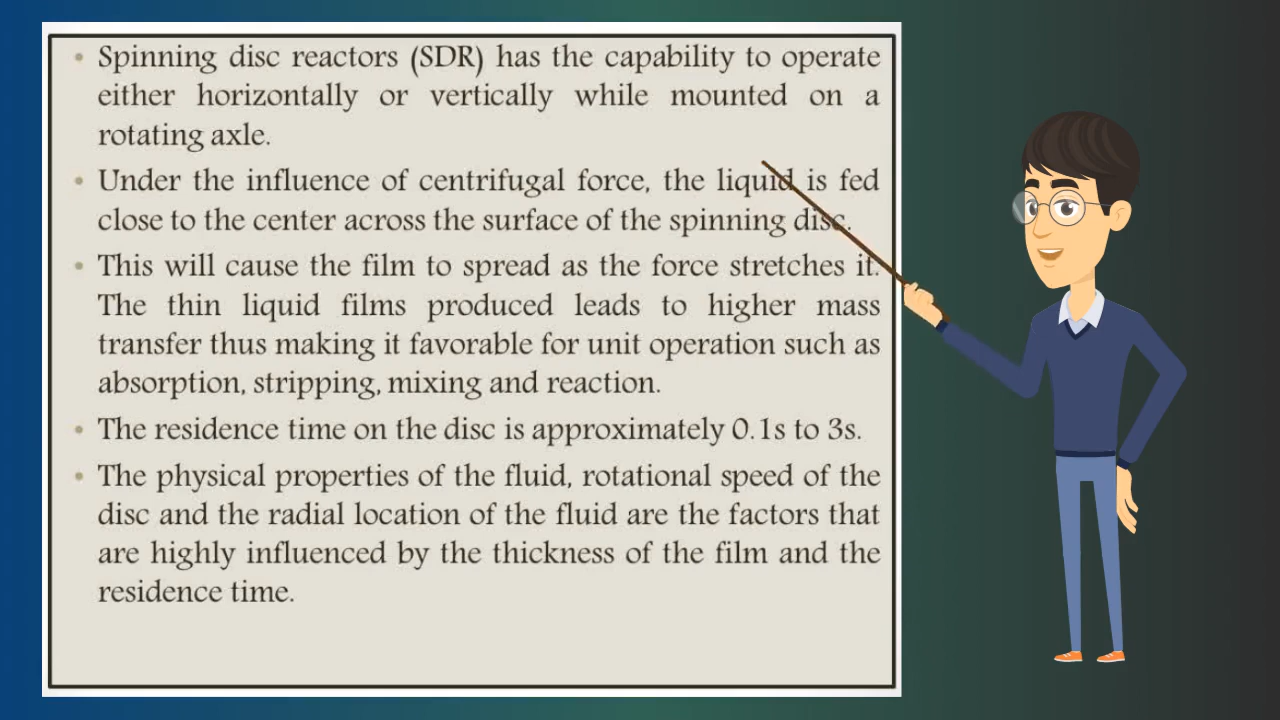 • Spinning disc reactors (SDR) has the capability to operate
either horizontally or vertically while mounted on a
rotating axle.
• Under the influence of centrifugal force, the liquid is fed
close to the center across the surface of the spinning disc.
• This will cause the film to spread as the force stretches it.
The thin liquid films produced leads to higher mass
transfer thus making it favorable for unit operation such as
absorption, stripping, mixing and reaction.
• The residence time on the disc is approximately 0.1s to 3s.
• The physical properties of the fluid, rotational speed of the
disc and the radial location of the fluid are the factors that
are highly influenced by the thickness of the film and the
residence time.